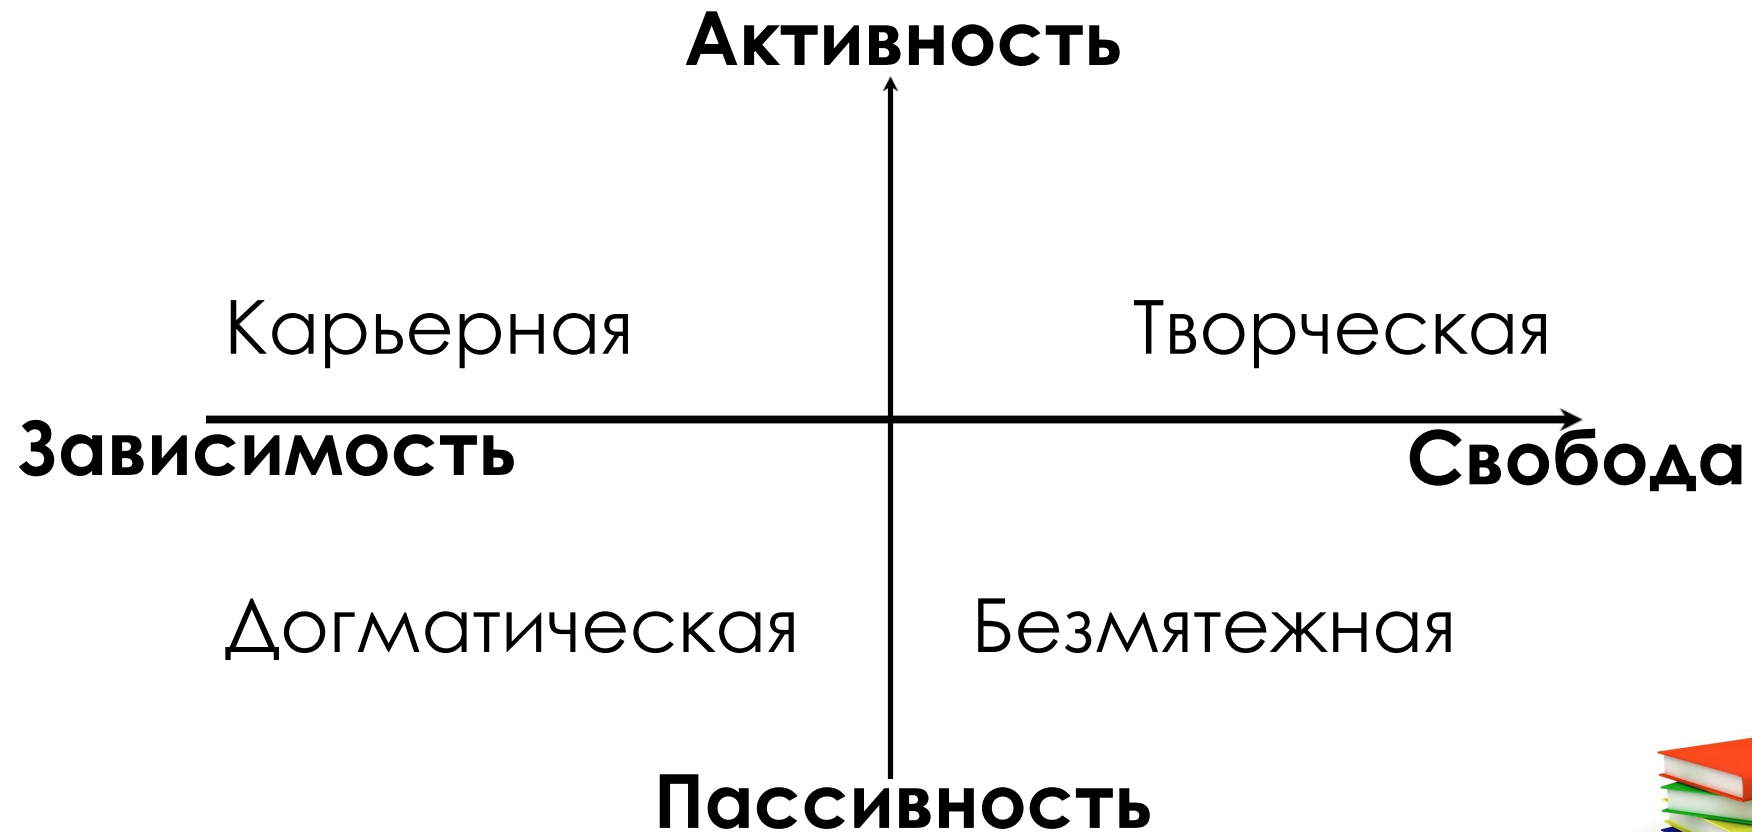 Активность
Карьерная
Творческая
Зависимость
Свобода
Догматическая
Безмятежная
Пассивность